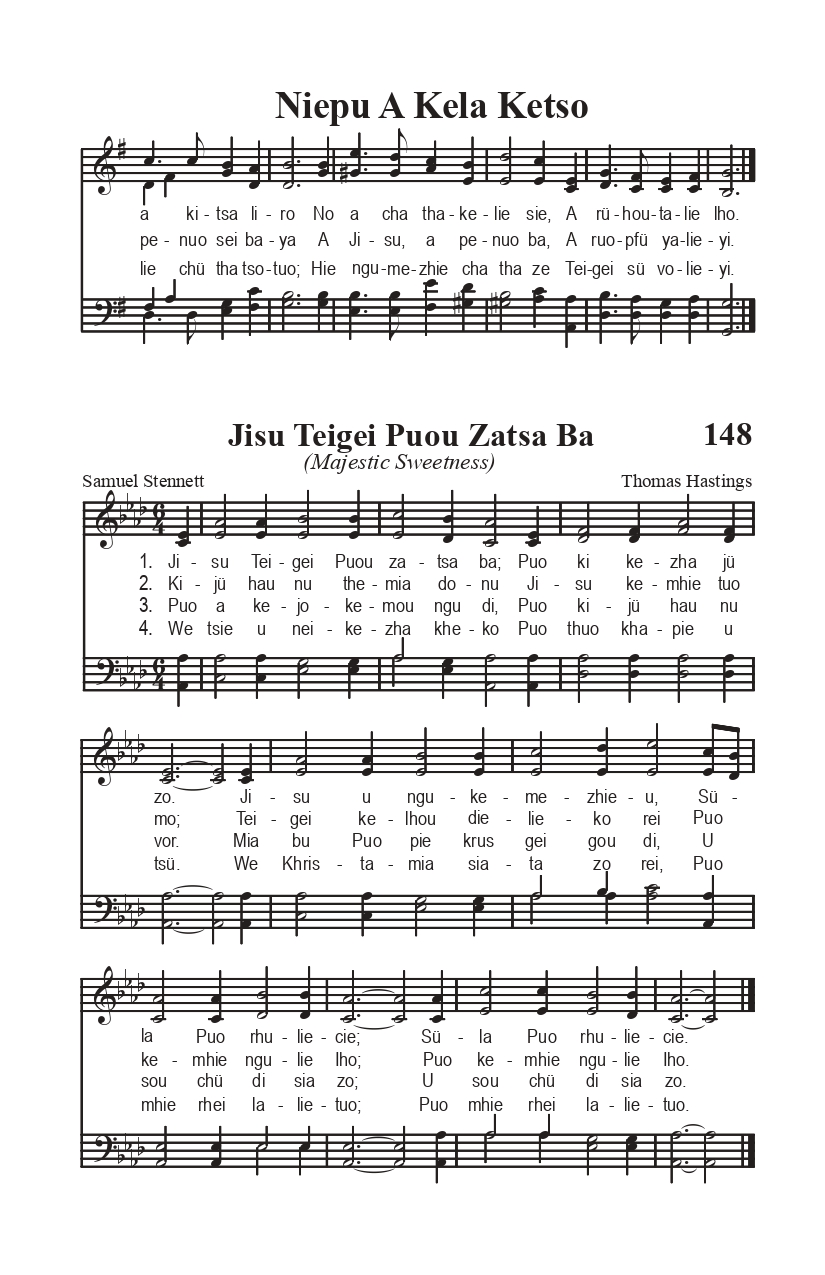 Niepu A Kela Ketso
a ki - tsa li - ro No a cha tha - ke - lie sie, A rü - hou - ta - lie lho.
pe - nuo sei ba - ya A Ji - su, a pe - nuo ba, A ruo - pfü ya - lie - yi.
lie chü tha tso - tuo; Hie ngu - me - zhie cha tha ze Tei - gei sü vo - lie - yi.
Jisu Teigei Puou Zatsa Ba 148
(Majestic Sweetness)
Samuel Stennett Thomas Hastings
6 4
1. Ji - su Tei - gei Puou za - tsa ba; Puo ki ke - zha jü
2. Ki - jü hau nu the - mia do - nu Ji - su ke - mhie tuo
3. Puo a ke - jo - ke - mou ngu di, Puo ki - jü hau nu
4. We tsie u nei - ke - zha khe - ko Puo thuo kha - pie u
6 4
zo. Ji - su u ngu - ke - me - zhie - u, Sü -
mo; Tei - gei ke - lhou die - lie - ko rei Puo
vor. Mia bu Puo pie krus gei gou di, U
tsü. We Khris - ta - mia sia - ta zo rei, Puo
la Puo rhu - lie - cie; Sü - la Puo rhu - lie - cie.
ke - mhie ngu - lie lho; Puo ke - mhie ngu - lie lho.
sou chü di sia zo; U sou chü di sia zo.
mhie rhei la - lie - tuo; Puo mhie rhei la - lie - tuo.